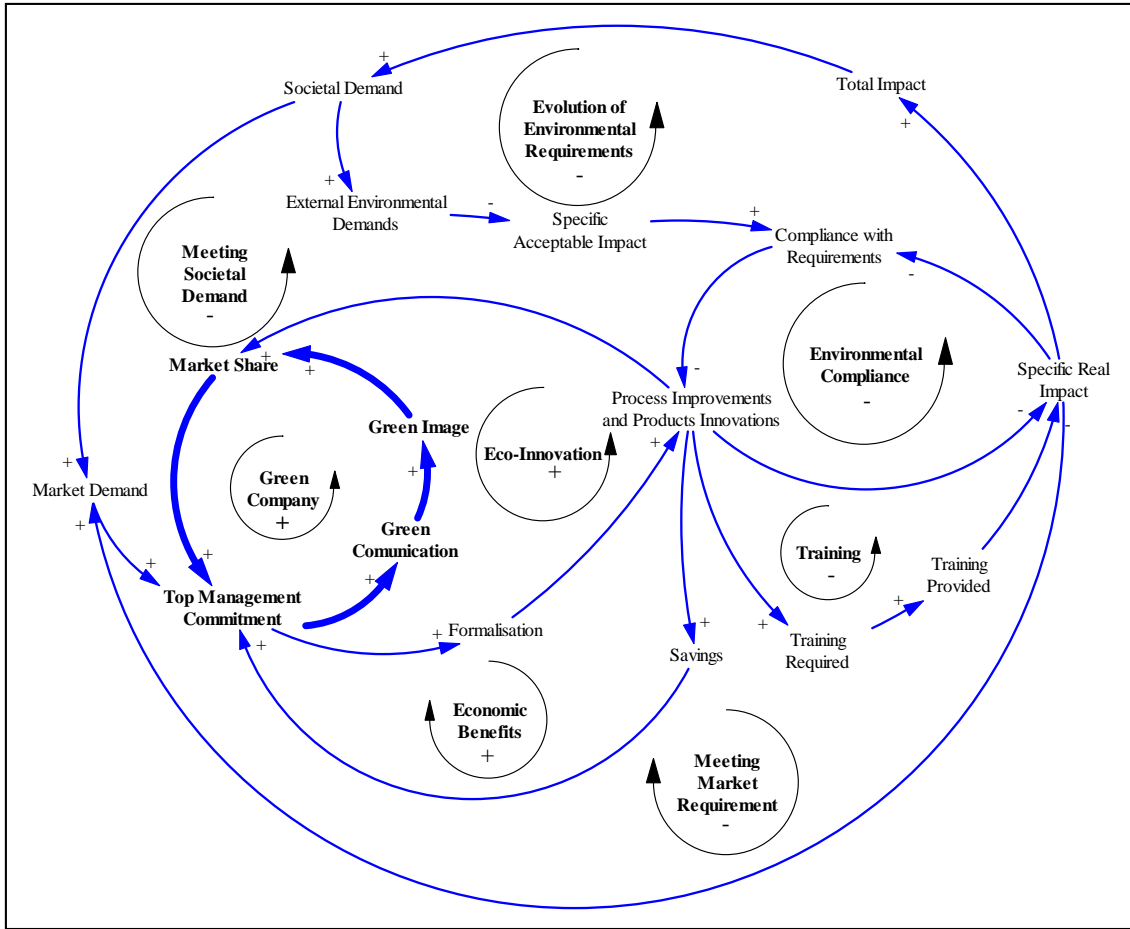 +
Societal Demand
Total Impact
Evolution of
Environmental
Requirements
-
+
+
External Environmental
Demands
-
Specific
Acceptable Impact
+
Compliance with
Requirements
-
Meeting
Societal
Demand
-
Market Share
+
+
Environmental
Compliance
-
Specific Real
Impact
-
-
-
Process Improvements
and Products Innovations
+
Green Image
+
Eco-Innovation
+
Green
Company
+
+
Market Demand
+
Green
Comunication
+
+
+
Top Management
Commitment
+
+
Formalisation
Training
-
Training
Provided
+
+
Training
Required
+
Savings
Economic
Benefits
+
Meeting
Market
Requirement
-